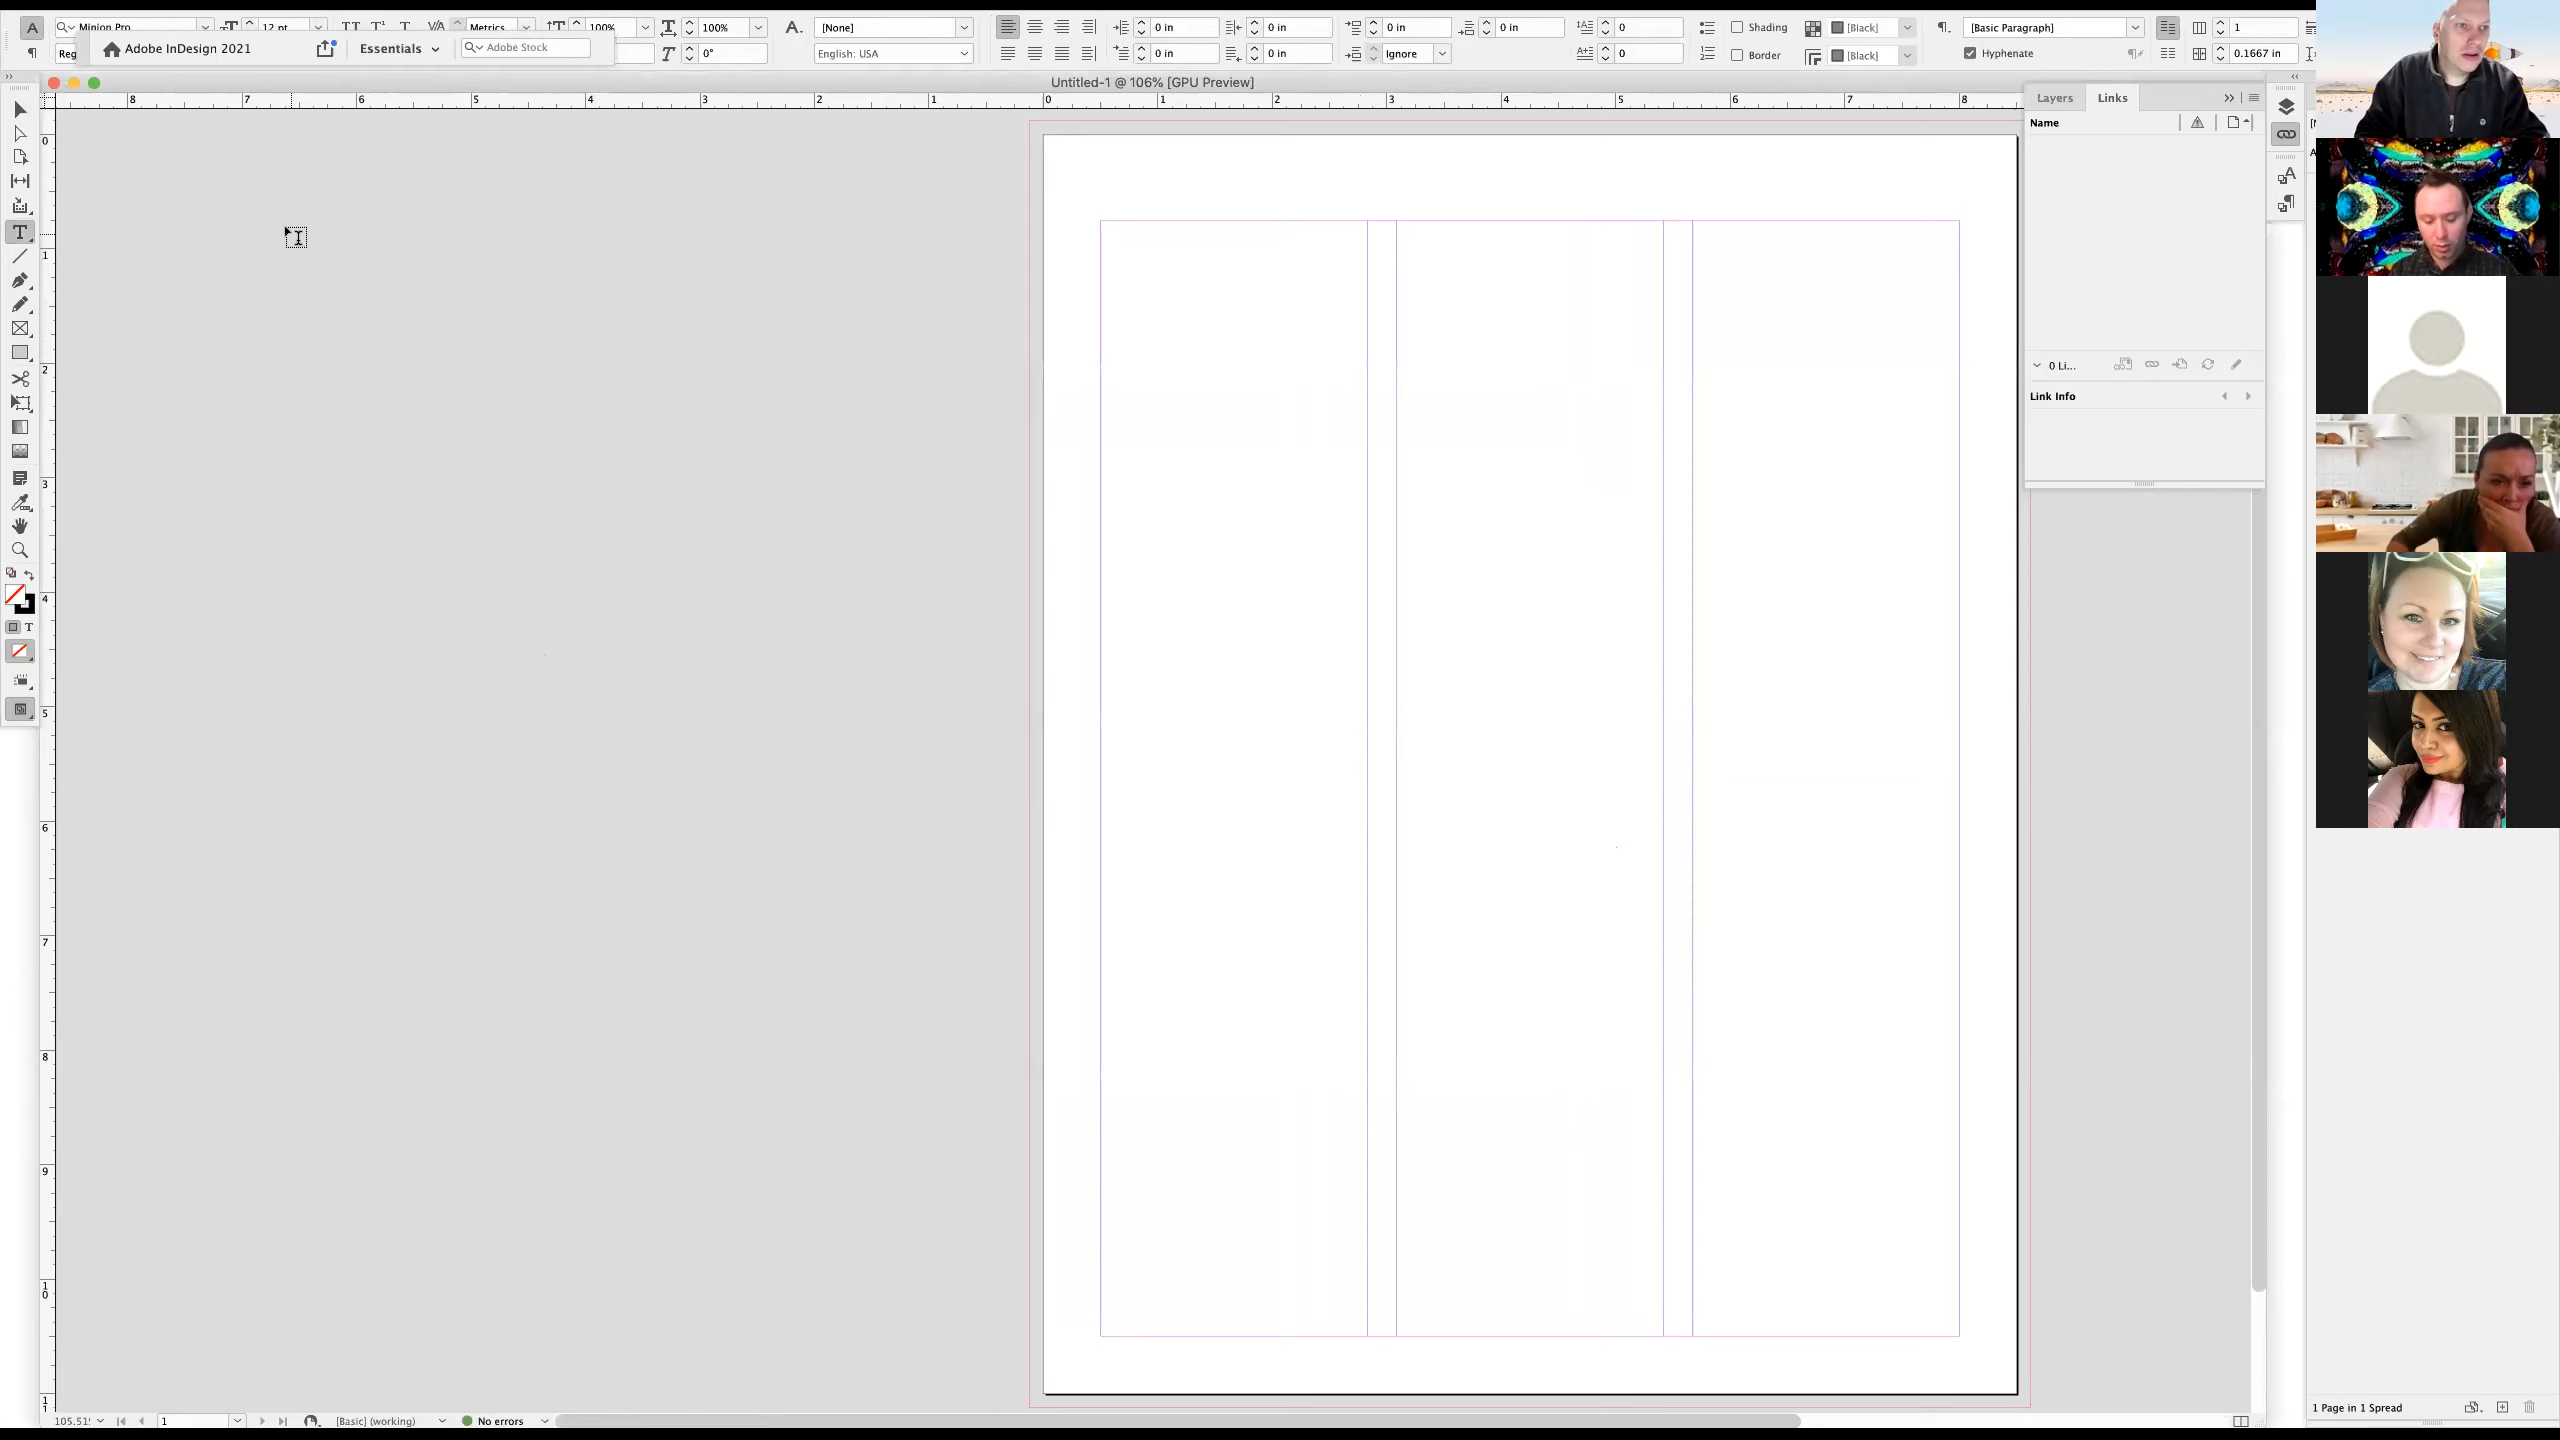 Minion Pro 12 pt Metrics 100% 100% [None] 0 in 0 in 0 in 0 in 0 Shading [Black] [Basic Paragraph] 1
Adobe InDesign 2021 Essentials Adobe Stock 0° English: USA 0 in 0 in Ignore 0 Border [Black] Hyphenate 0.1667 in
Untitled-1 @ 106% [GPU Preview]
8 7 6 5 4 3 2 1 0 1 2 3 4 5 6 7 8
Layers Links
Name
0
1
2
0 Li...
Link Info
3
4
5
6
7
8
9
10
11
1 Page in 1 Spread
105.51 1 [Basic] (working) No errors